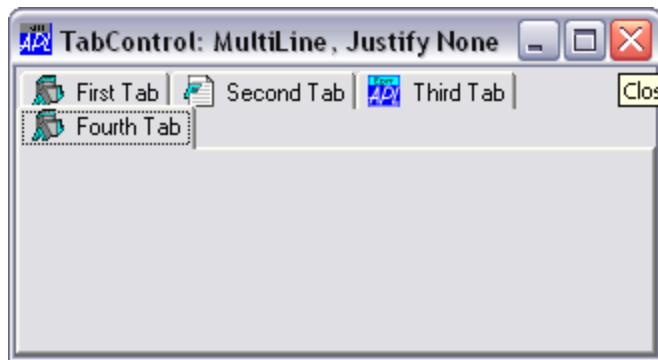 TabControl: MultiLine, Justify None
First Tab Second Tab Third Tab
Clos
Fourth Tab